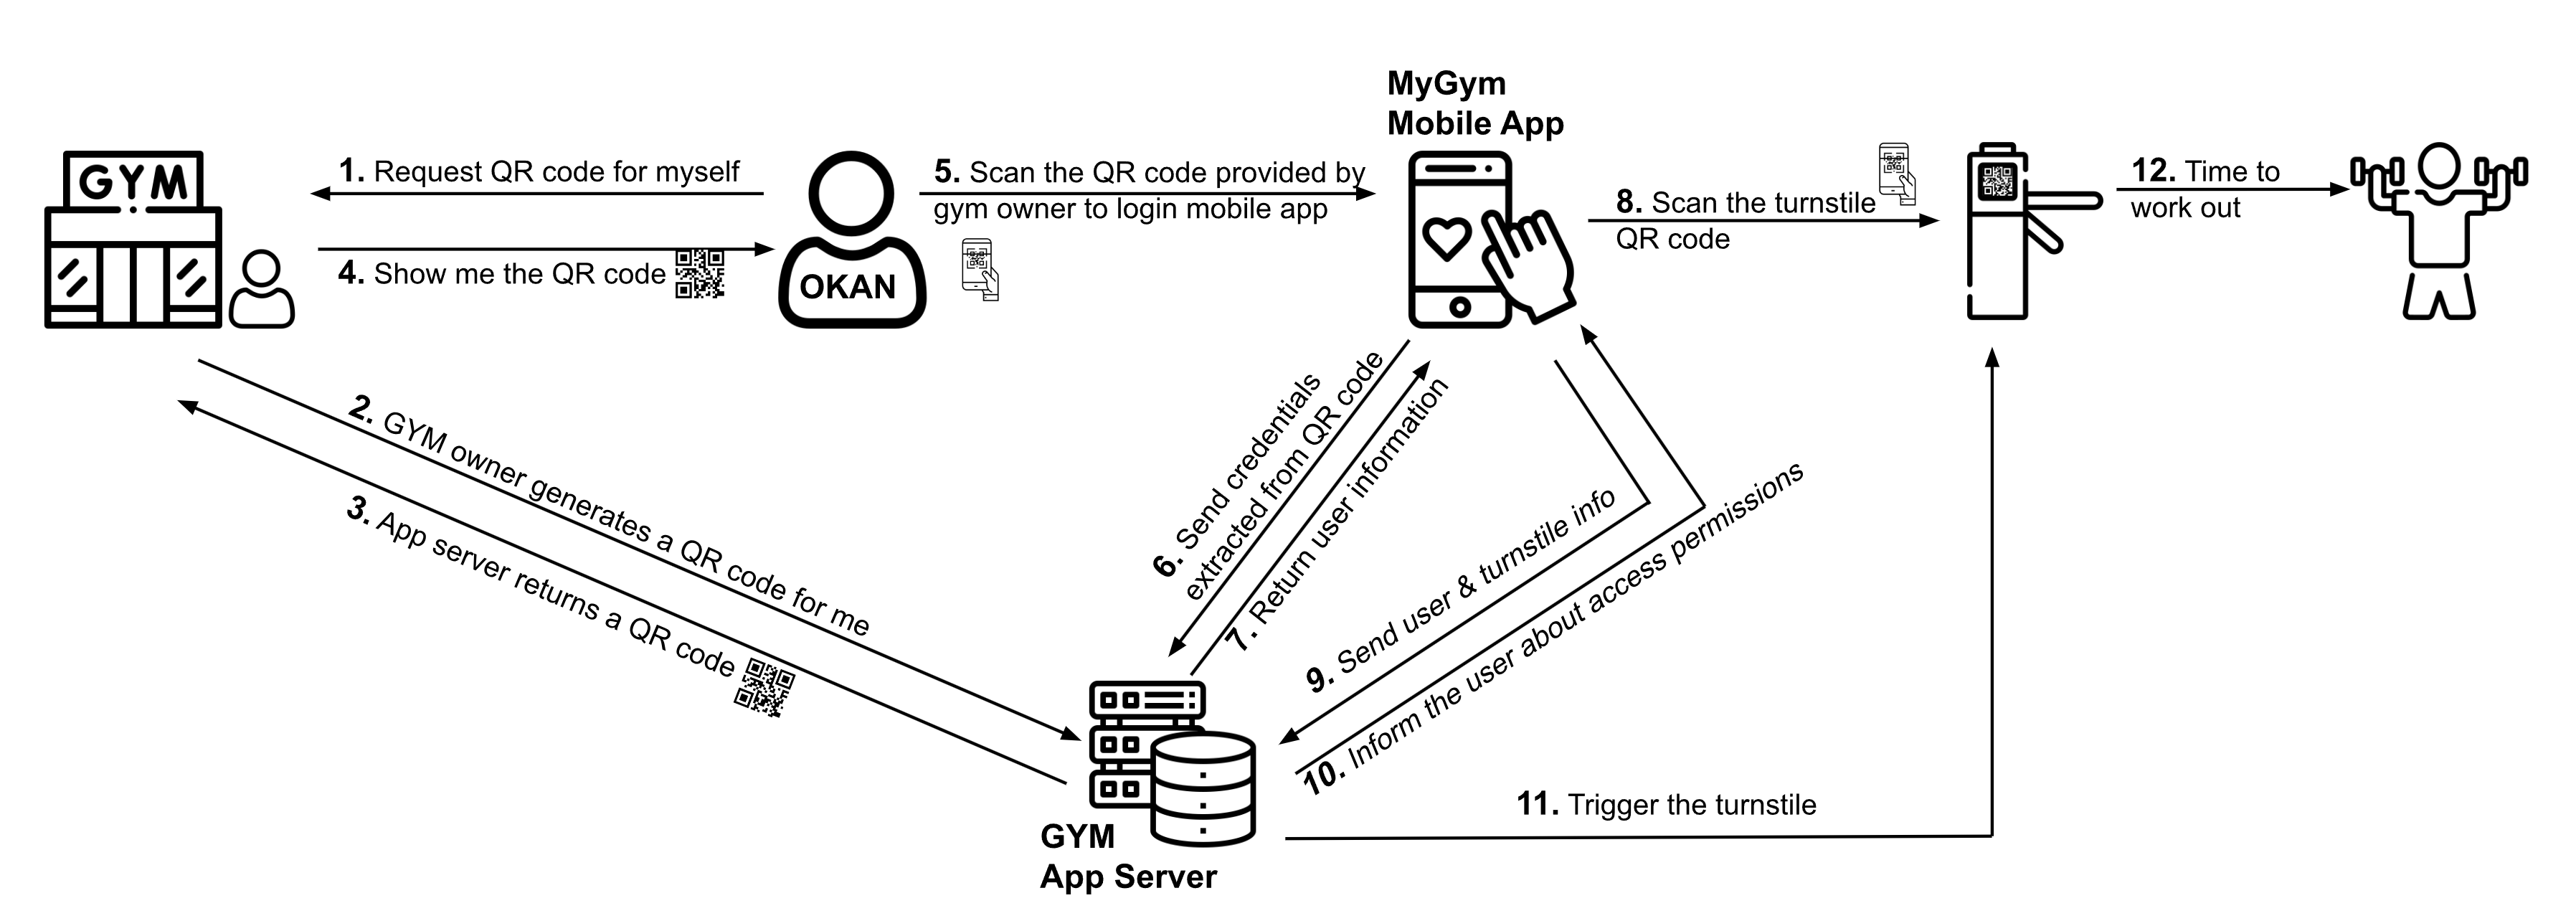 MyGym
Mobile App
GYM
1. Request QR code for myself
4. Show me the QR code
OKAN
5. Scan the QR code provided by
gym owner to login mobile app
8. Scan the turnstile
QR code
12. Time to
work out
2. GYM owner generates a QR code for me
3. App server returns a QR code
6. Send credentials
extracted from QR code
7. Return user information
9. Send user & turnstile info
10. Inform the user about access permissions
11. Trigger the turnstile
GYM
App Server